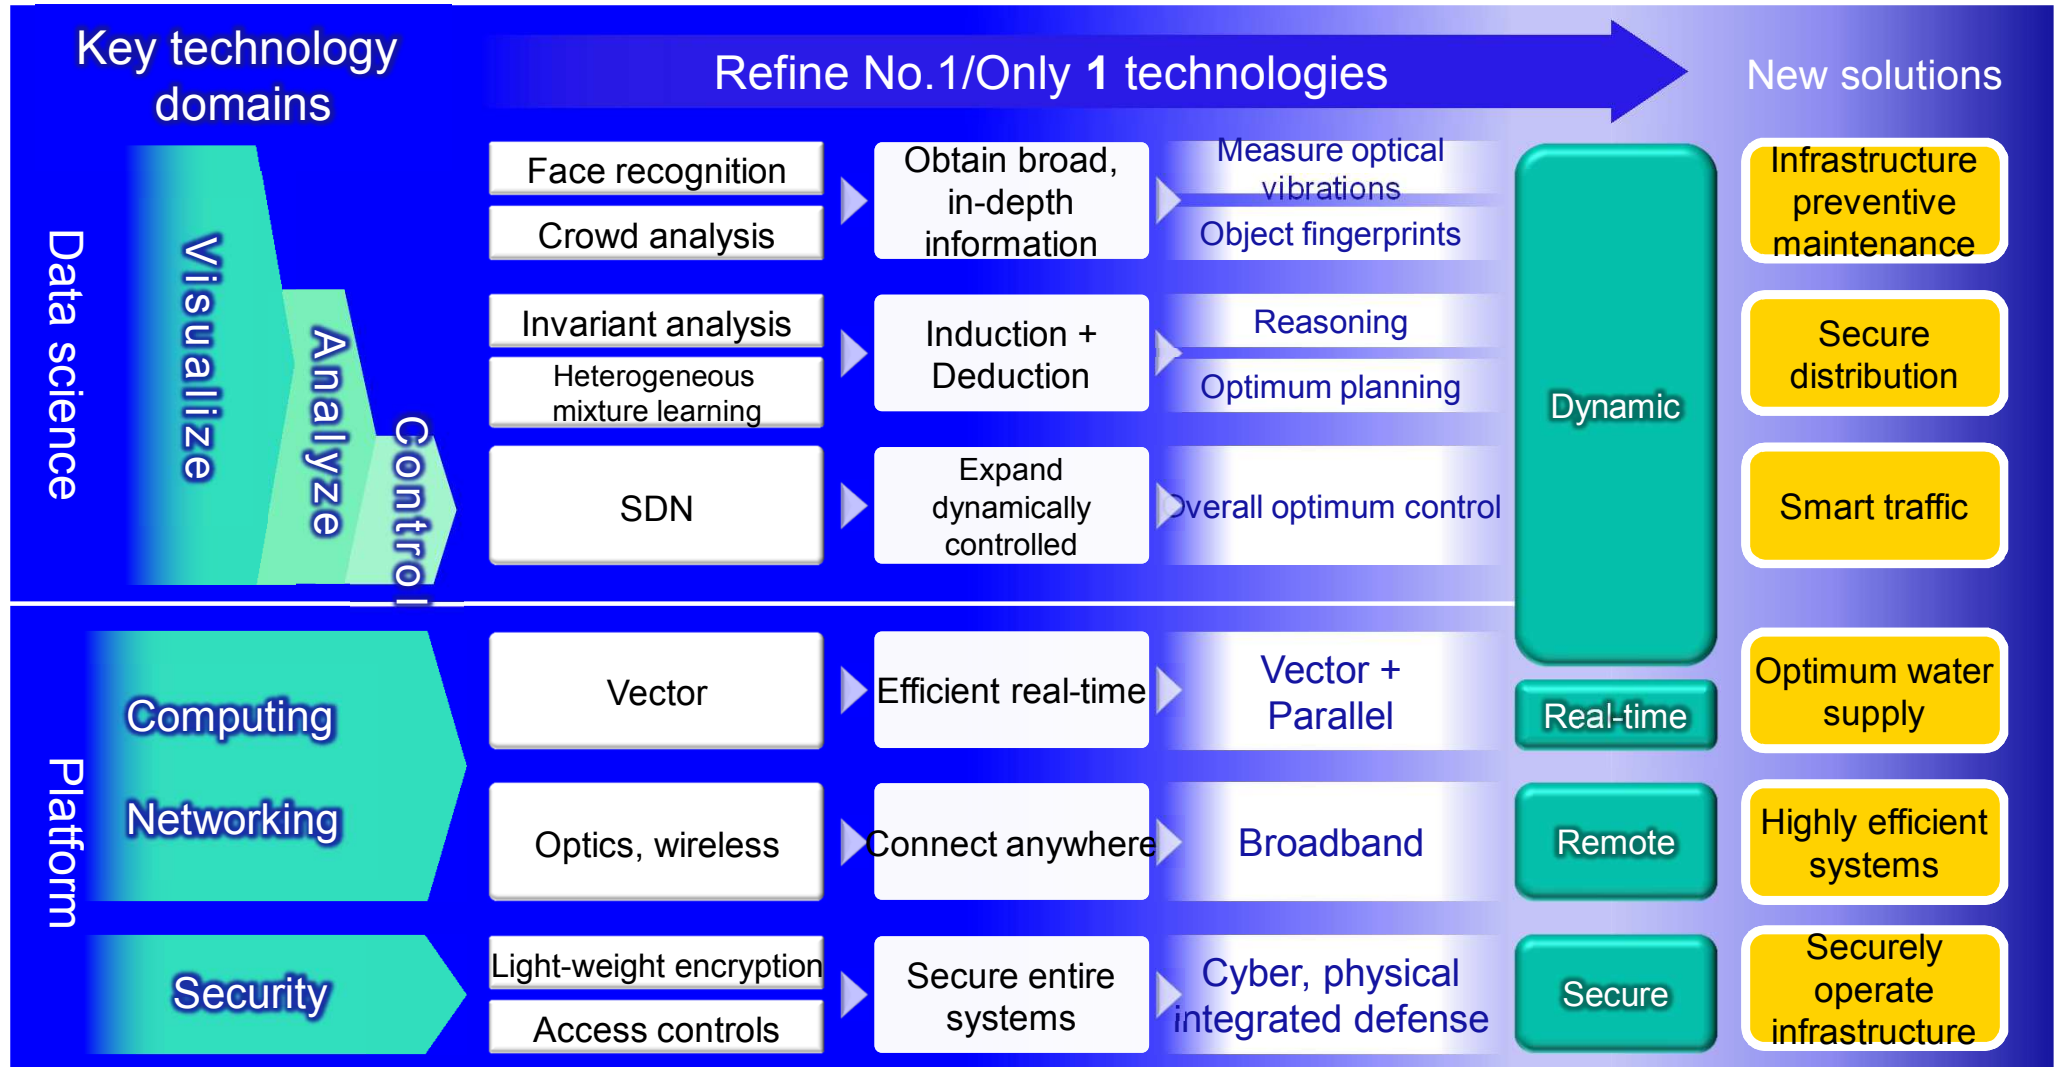 Key technology
domains
Refine No.1/Only 1 technologies
New solutions
Data science
Visualize
Analyze
Control
Face recognition
Crowd analysis
Obtain broad,
in-depth
information
Measure optical
vibrations
Object fingerprints
Infrastructure
preventive
maintenance
Invariant analysis
Heterogeneous
mixture learning
Induction +
Deduction
Reasoning
Optimum planning
Dynamic
Secure
distribution
SDN
Expand
dynamically
controlled
Overall optimum control
Smart traffic
Platform
Computing
Networking
Vector
Efficient real-time
Vector +
Parallel
Real-time
Optimum water
supply
Optics, wireless
Connect anywhere
Broadband
Remote
Highly efficient
systems
Security
Light-weight encryption
Access controls
Secure entire
systems
Cyber, physical
integrated defense
Secure
Securely
operate
infrastructure